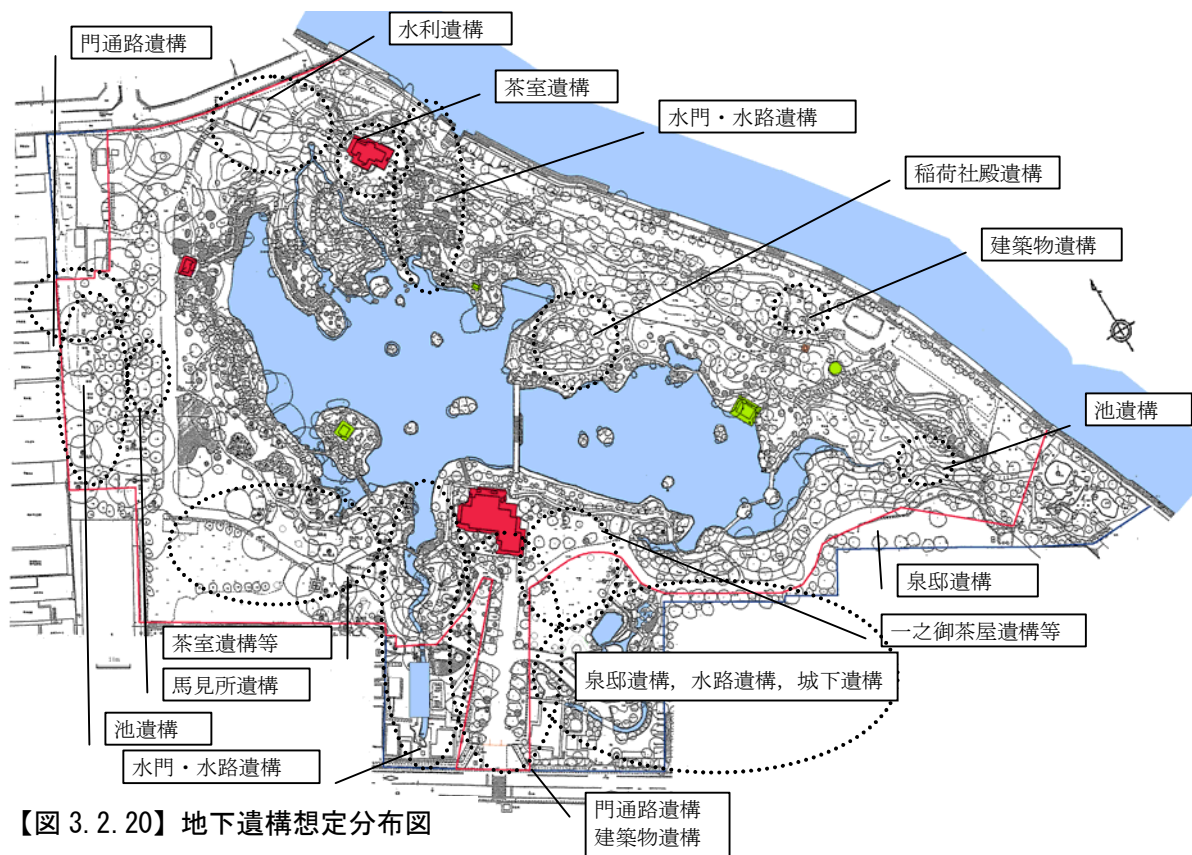 門通路遺構
水利遺構
茶室遺構
水門・水路遺構
稲荷社殿遺構
建築物遺構
池遺構
泉邸遺構
一之御茶屋遺構等
茶室遺構等
泉邸遺構，水路遺構，城下遺構
馬見所遺構
池遺構
水門・水路遺構
門通路遺構
建築物遺構
10m
【図 3.2.20】地下遺構想定分布図